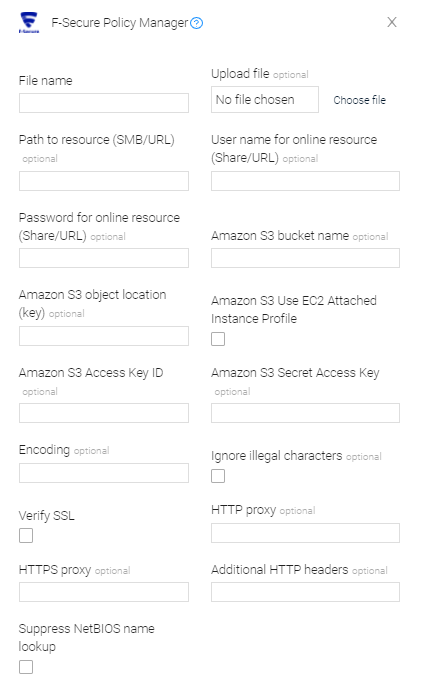 F-Secure
F-Secure Policy Manager ?
X
File name
Upload file optional
No file chosen
Choose file
Path to resource (SMB/URL)
optional
User name for online resource
(Share/URL) optional
Password for online resource
(Share/URL) optional
Amazon S3 bucket name optional
Amazon S3 object location
(key) optional
Amazon S3 Use EC2 Attached
Instance Profile
Amazon S3 Access Key ID
optional
Amazon S3 Secret Access Key
optional
Encoding optional
Ignore illegal characters optional
Verify SSL
HTTP proxy optional
HTTPS proxy optional
Additional HTTP headers optional
Suppress NetBIOS name
lookup